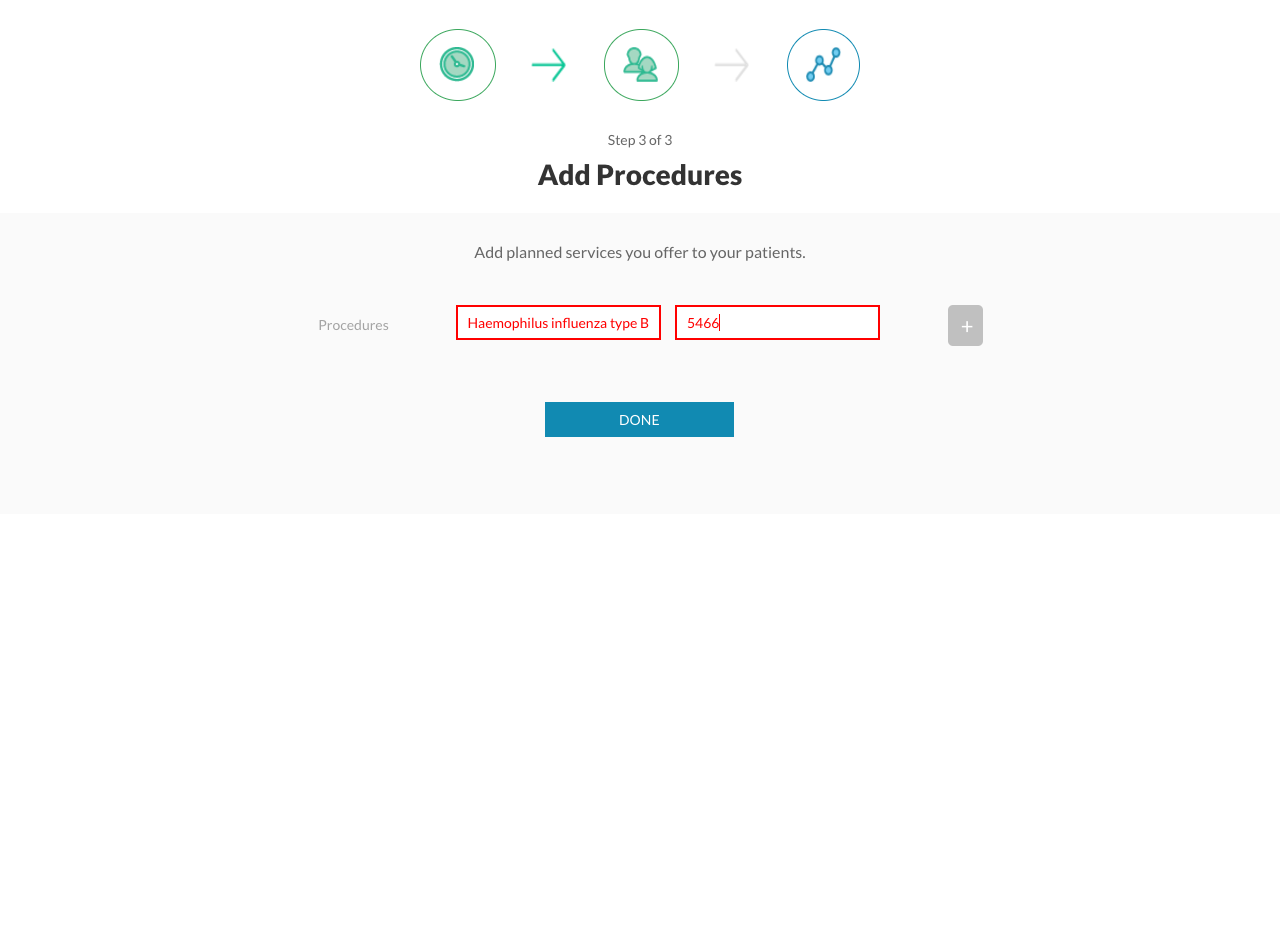 Step 3 of 3
Add Procedures
Add planned services you offer to your patients.
Procedures Haemophilus influenza type B 5466 +
DONE